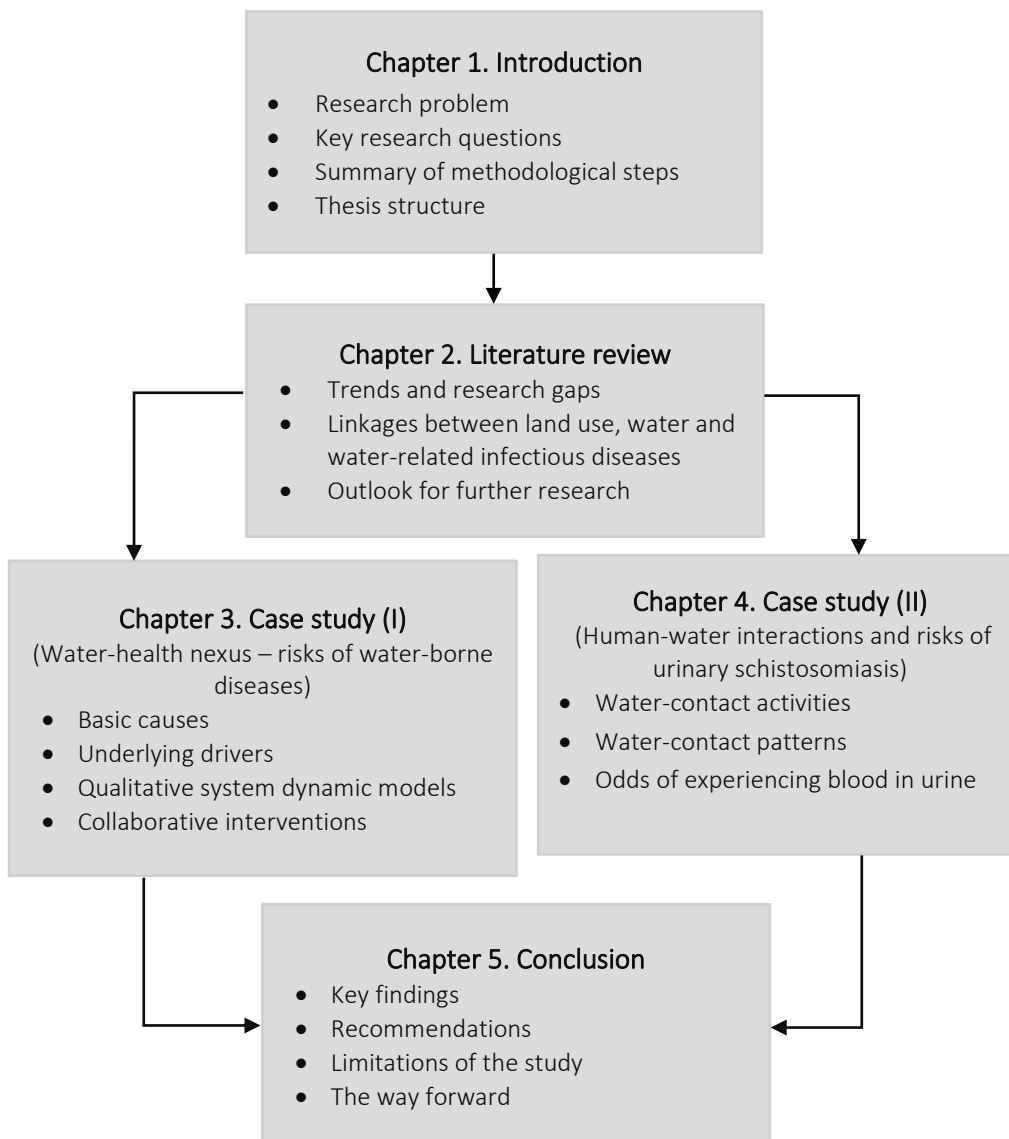 Chapter 1. Introduction
• Research problem
• Key research questions
• Summary of methodological steps
• Thesis structure
Chapter 2. Literature review
• Trends and research gaps
• Linkages between land use, water and
water-related infectious diseases
• Outlook for further research
Chapter 3. Case study (I)
(Water-health nexus – risks of water-borne
diseases)
• Basic causes
• Underlying drivers
• Qualitative system dynamic models
• Collaborative interventions
Chapter 4. Case study (II)
(Human-water interactions and risks of
urinary schistosomiasis)
• Water-contact activities
• Water-contact patterns
• Odds of experiencing blood in urine
Chapter 5. Conclusion
• Key findings
• Recommendations
• Limitations of the study
• The way forward